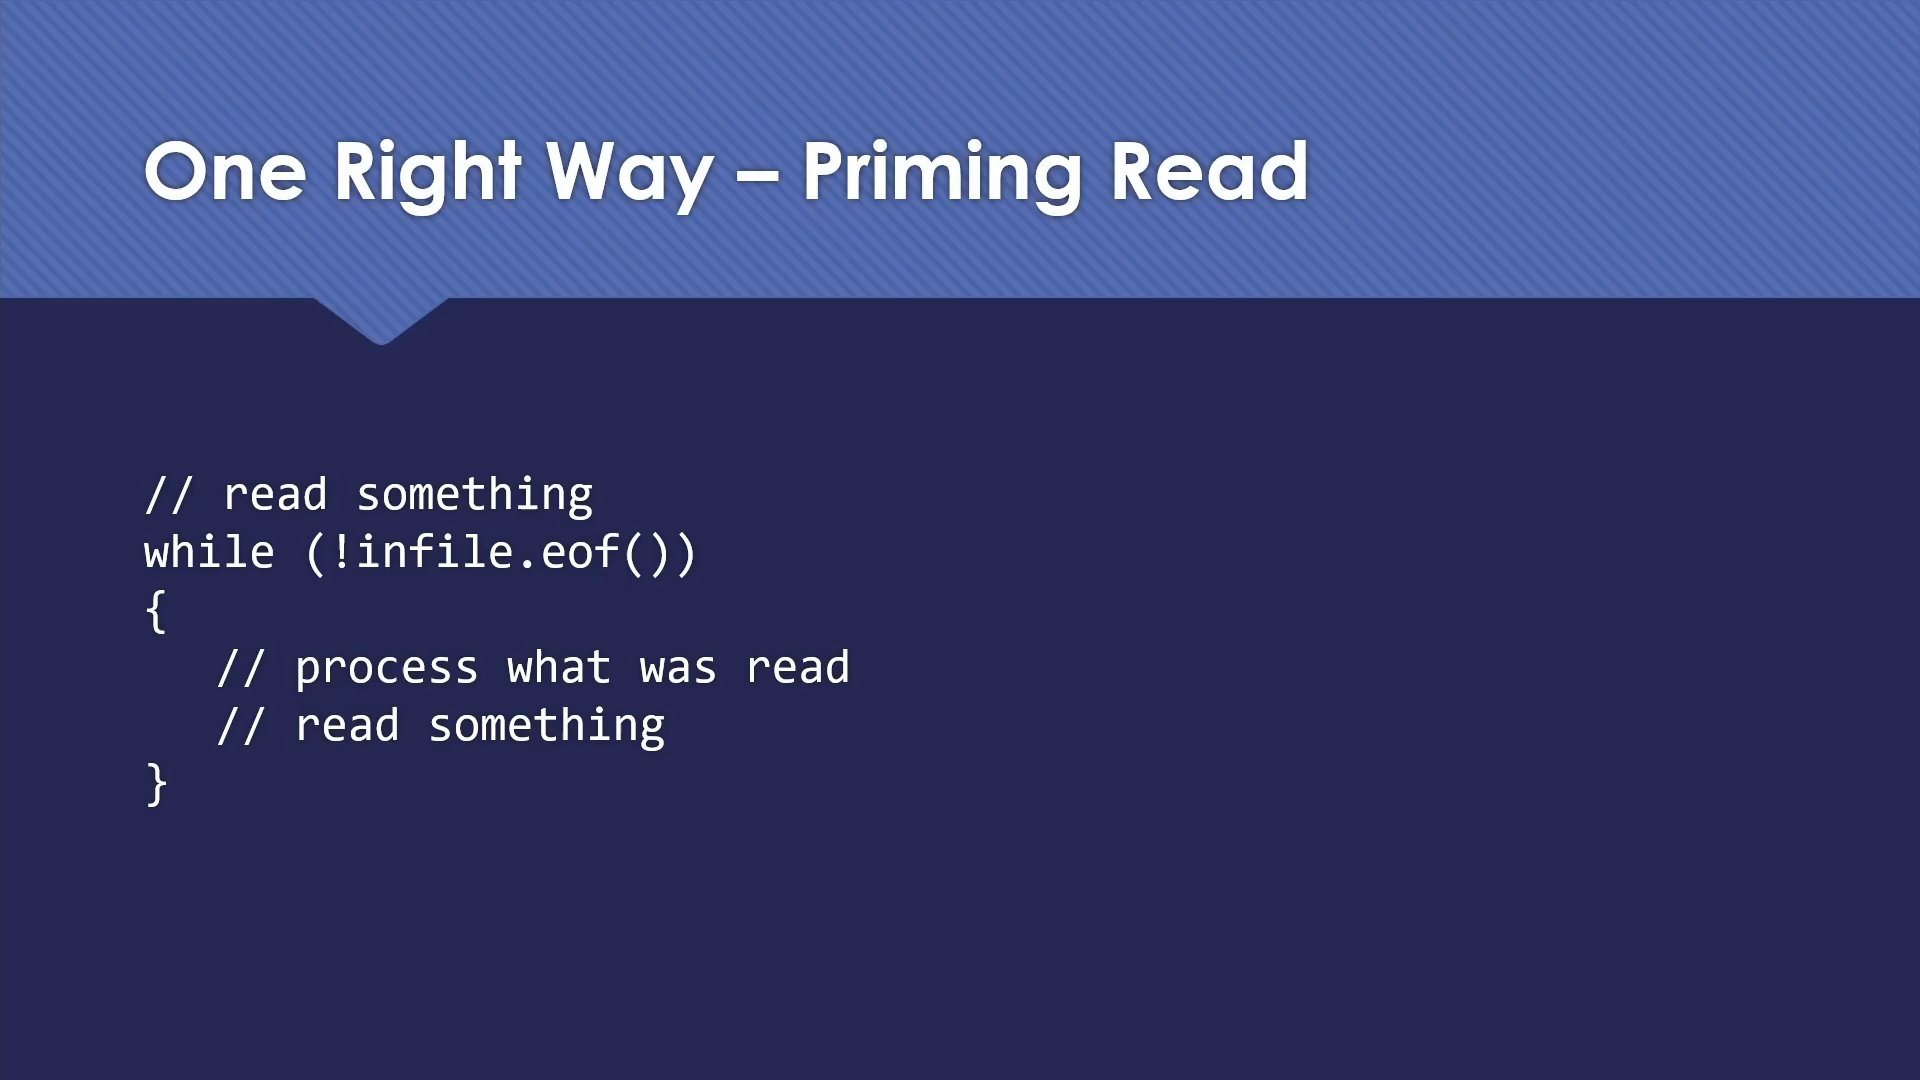 One Right Way – Priming Read
// read something
while (!infile.eof())
{
// process what was read
// read something
}